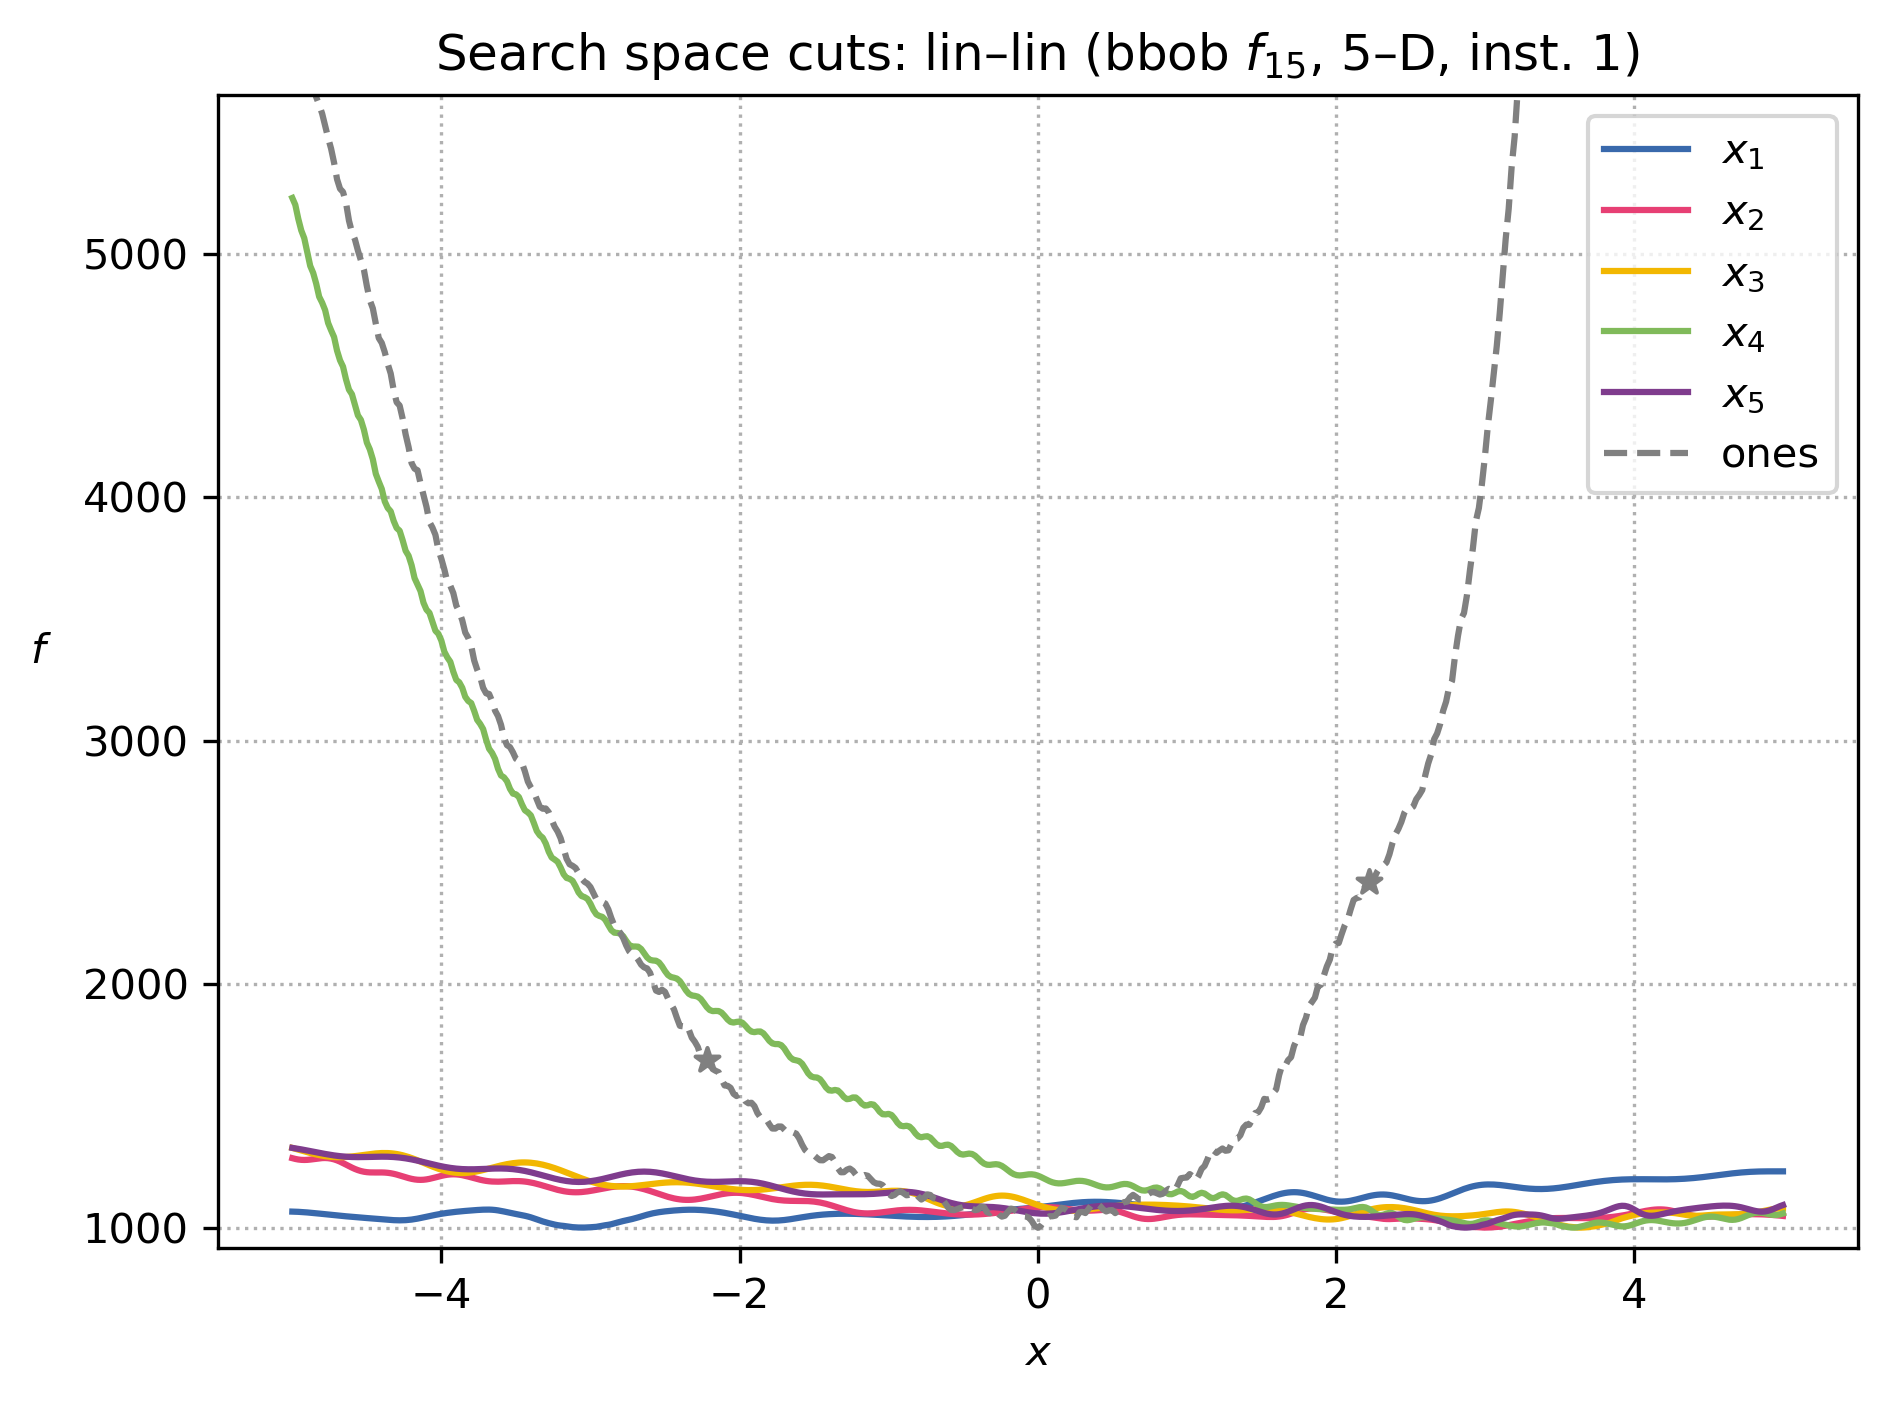 Search space cuts: lin–lin (bbob f₁₅, 5–D, inst. 1)
x₁
x₂
x₃
x₄
x₅
ones
5000
4000
3000
2000
1000
f
−4 −2 0 2 4
x